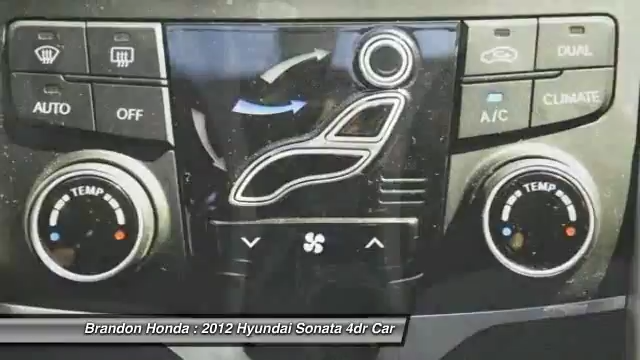 DUAL
AUTO
OFF
A/C
CLIMATE
TEMP
TEMP
Brandon Honda : 2012 Hyundai Sonata 4dr Car